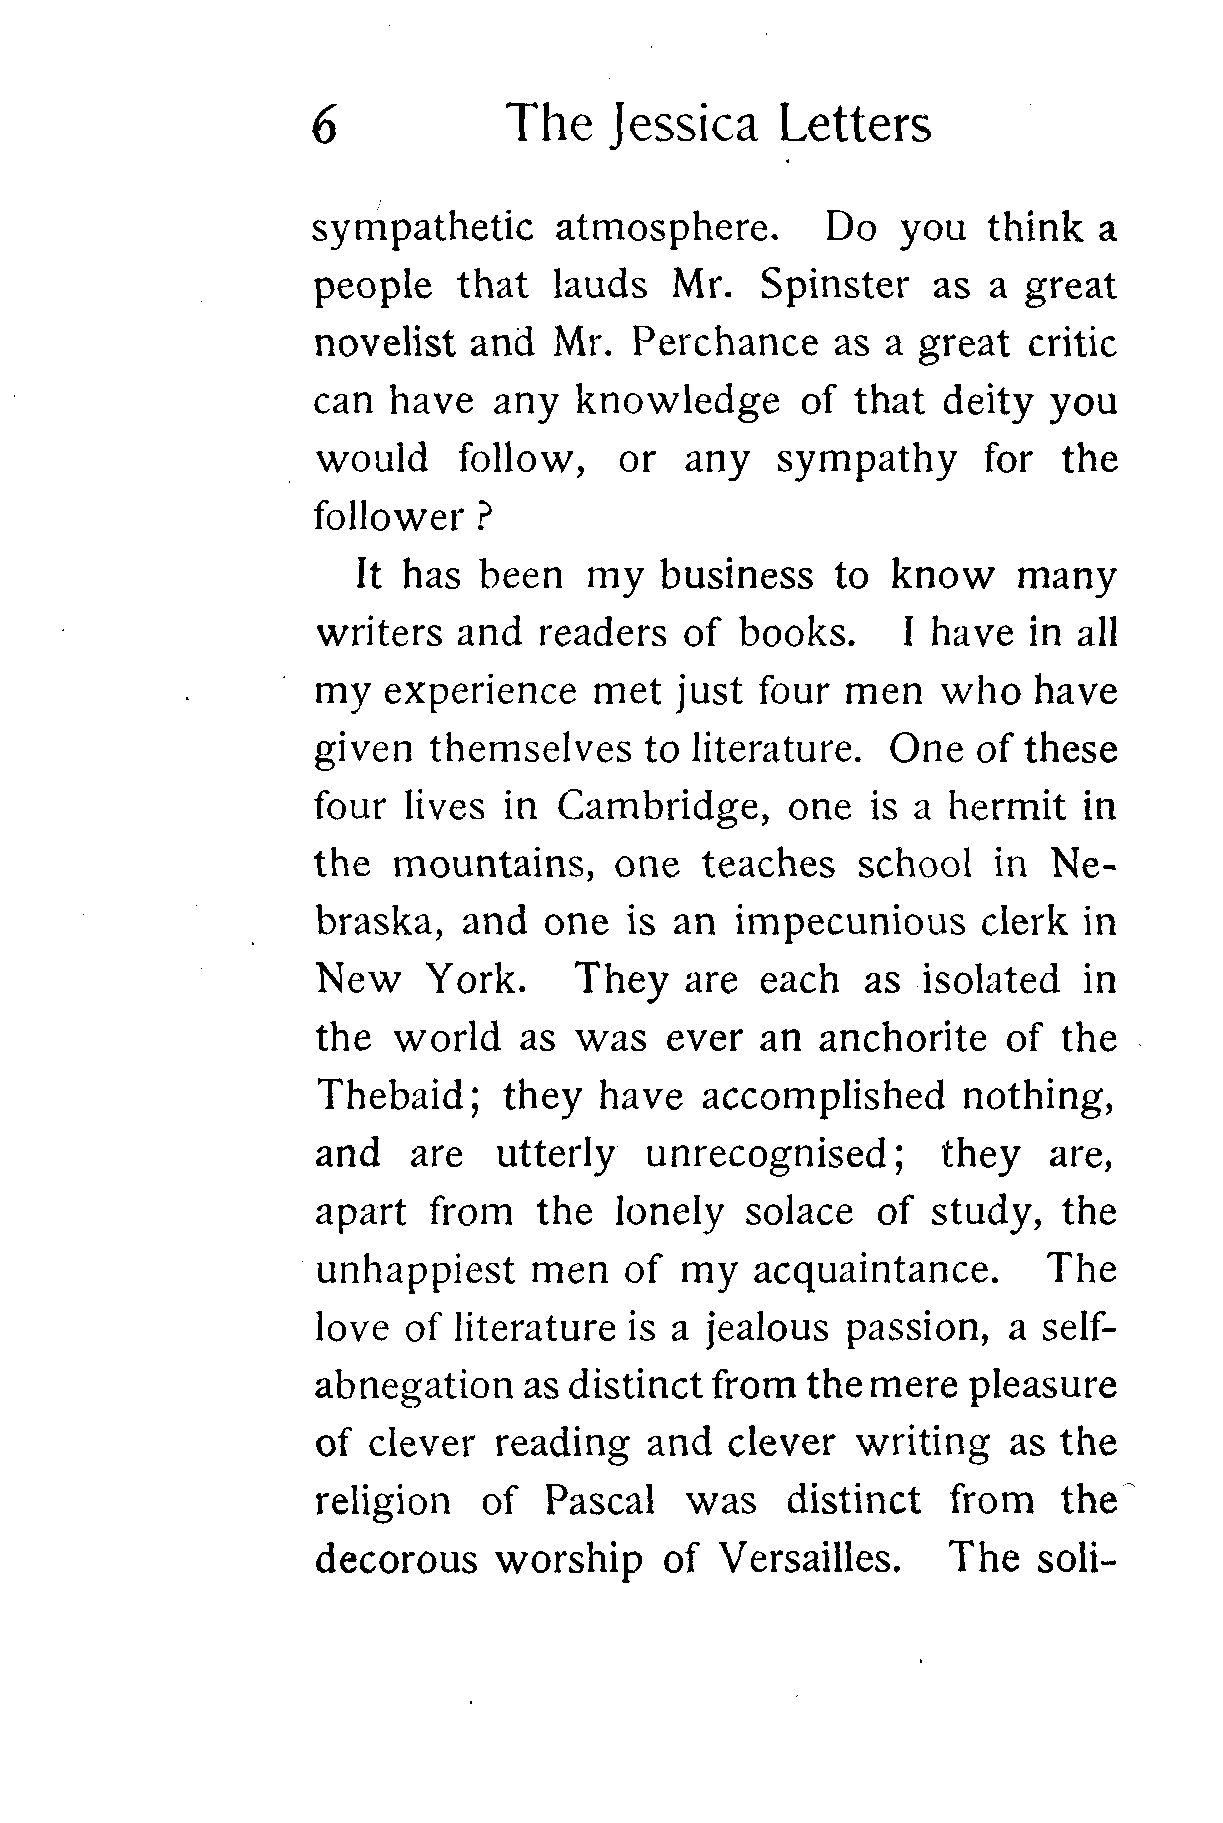 6 The Jessica Letters
sympathetic atmosphere. Do you think a
people that lauds Mr. Spinster as a great
novelist and Mr. Perchance as a great critic
can have any knowledge of that deity you
would follow, or any sympathy for the
follower ?
It has been my business to know many
writers and readers of books. I have in all
my experience met just four men who have
given themselves to literature. One of these
four lives in Cambridge, one is a hermit in
the mountains, one teaches school in Ne-
braska, and one is an impecunious clerk in
New York. They are each as isolated in
the world as was ever an anchorite of the
Thebaid; they have accomplished nothing,
and are utterly unrecognised; they are,
apart from the lonely solace of study, the
unhappiest men of my acquaintance. The
love of literature is a jealous passion, a self-
abnegation as distinct from the mere pleasure
of clever reading and clever writing as the
religion of Pascal was distinct from the
decorous worship of Versailles. The soli-